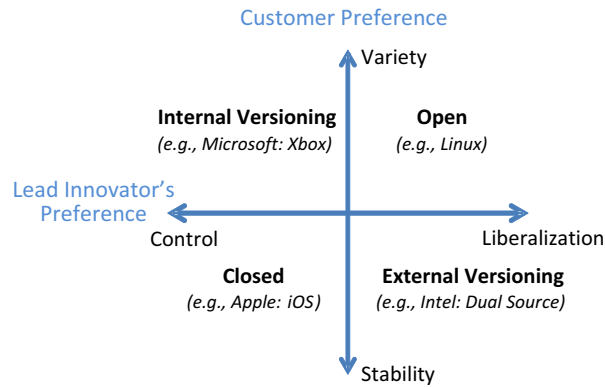 Customer Preference
Variety
Internal Versioning
(e.g., Microsoft: Xbox)
Open
(e.g., Linux)
Lead Innovator’s
Preference
Control
Liberalization
Closed
(e.g., Apple: iOS)
External Versioning
(e.g., Intel: Dual Source)
Stability